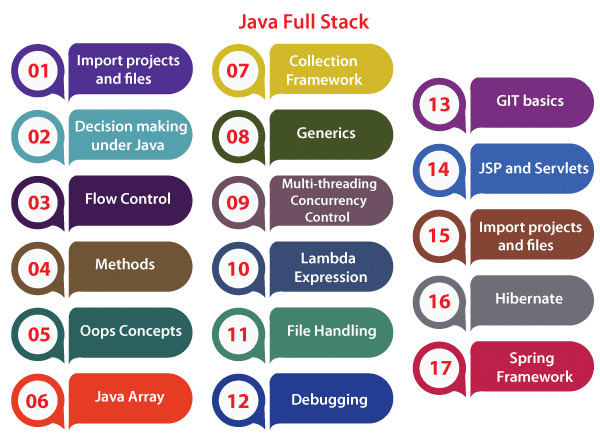 Java Full Stack
01
Import projects
and files
02
Decision making
under Java
03
Flow Control
04
Methods
05
Oops Concepts
06
Java Array
07
Collection
Framework
08
Generics
09
Multi-threading
Concurrency
Control
10
Lambda
Expression
11
File Handling
12
Debugging
13
GIT basics
14
JSP and Servlets
15
Import projects
and files
16
Hibernate
17
Spring
Framework